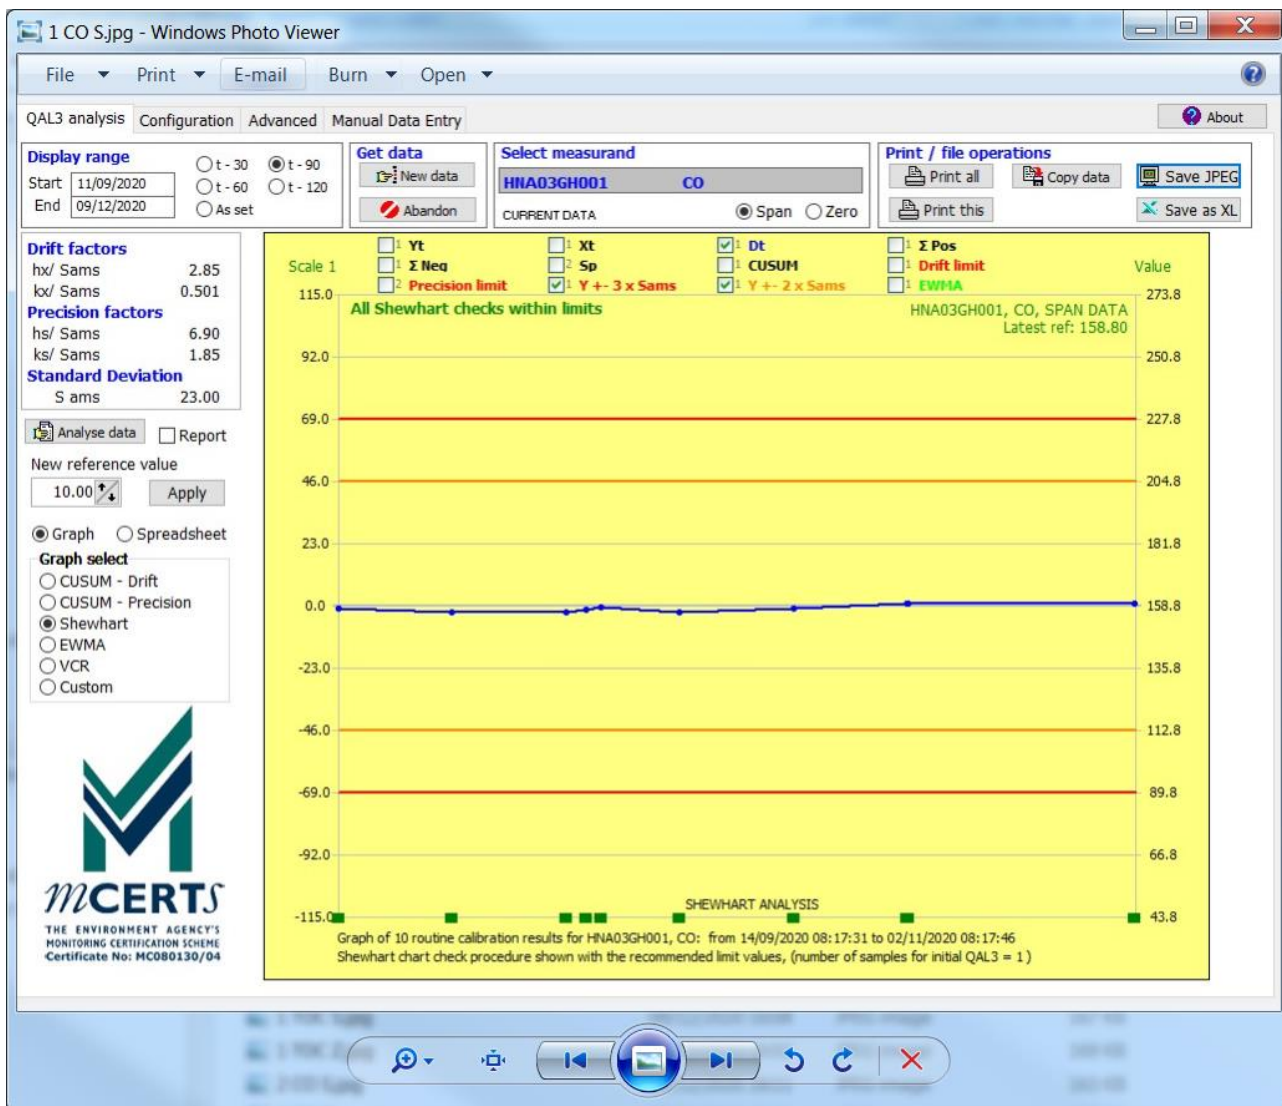 1 CO S.jpg - Windows Photo Viewer
File Print E-mail Burn Open
QAL3 analysis Configuration Advanced Manual Data Entry About
Display range
Start 11/09/2020
End 09/12/2020
t - 30 t - 90
t - 60 t - 120
As set
Get data
New data
Abandon
Select measurand
HNA03GH001 CO
CURRENT DATA Span Zero
Print / file operations
Print all Copy data Save JPEG
Print this Save as XL
Drift factors
hx/ Sams 2.85
kx/ Sams 0.501
Precision factors
hs/ Sams 6.90
ks/ Sams 1.85
Standard Deviation
S ams 23.00
Analyse data Report
New reference value
10.00 Apply
Graph Spreadsheet
Graph select
CUSUM - Drift
CUSUM - Precision
Shewhart
EWMA
VCR
Custom
mCERTS
THE ENVIRONMENT AGENCY'S
MONITORING CERTIFICATION SCHEME
Certificate No: MC080130/04
1 Yt 1 Xt 1 Dt 1 Σ Pos
1 Σ Neg 2 Sp 1 CUSUM 1 Drift limit
2 Precision limit 1 Y +- 3 x Sams 1 Y +- 2 x Sams 1 EWMA
Scale 1 Value
All Shewhart checks within limits
HNA03GH001, CO, SPAN DATA
Latest ref: 158.80
115.0 273.8
92.0 250.8
69.0 227.8
46.0 204.8
23.0 181.8
0.0 158.8
-23.0 135.8
-46.0 112.8
-69.0 89.8
-92.0 66.8
-115.0 43.8
SHEWHART ANALYSIS
Graph of 10 routine calibration results for HNA03GH001, CO: from 14/09/2020 08:17:31 to 02/11/2020 08:17:46
Shewhart chart check procedure shown with the recommended limit values, (number of samples for initial QAL3 = 1 )